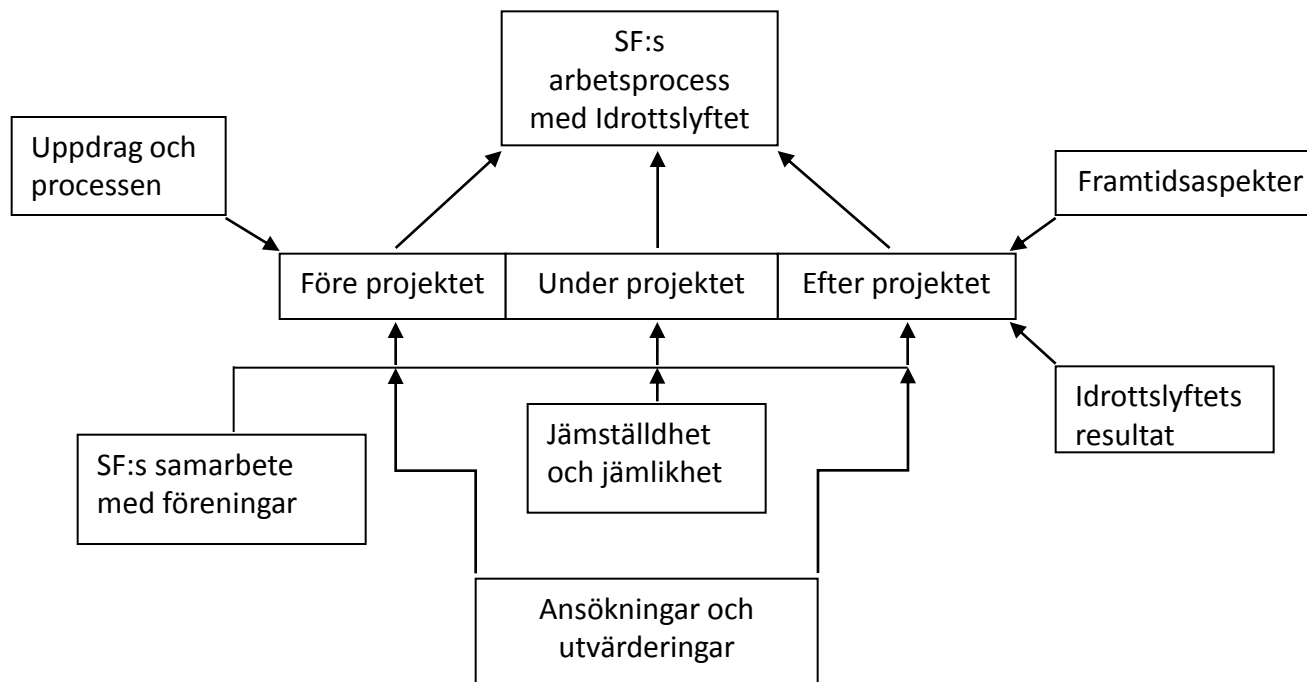 SF:s
arbetsprocess
med Idrottslyftet
Uppdrag och
processen
Framtidsaspekter
Före projektet
Under projektet
Efter projektet
SF:s samarbete
med föreningar
Jämställdhet
och jämlikhet
Idrottslyftets
resultat
Ansökningar och
utvärderingar